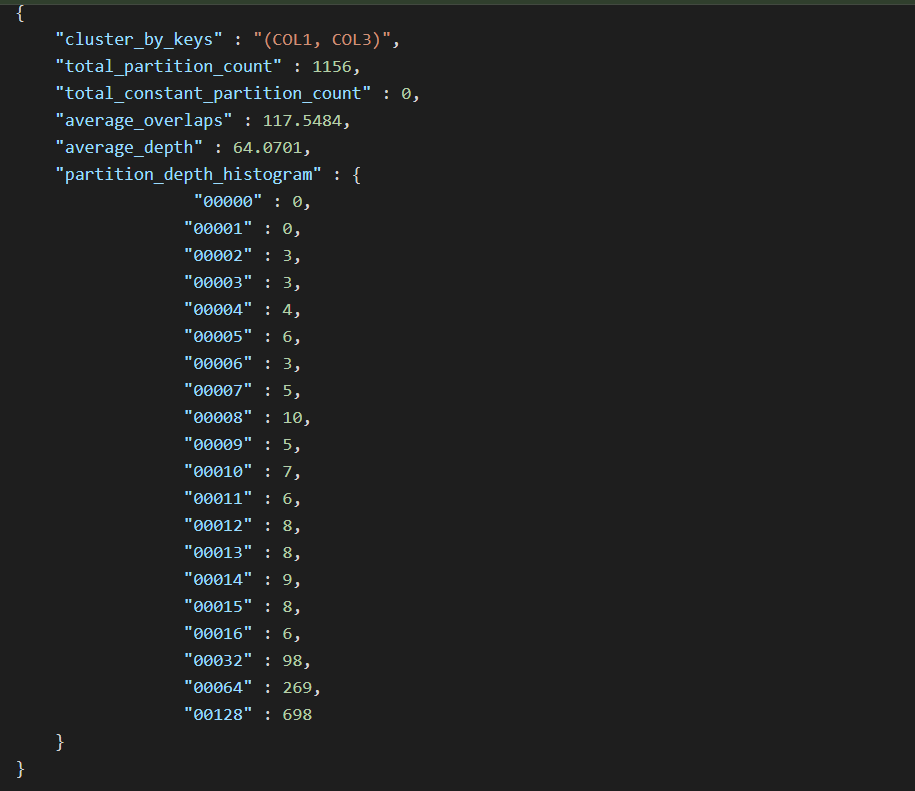 {
"cluster_by_keys" : "(COL1, COL3)",
"total_partition_count" : 1156,
"total_constant_partition_count" : 0,
"average_overlaps" : 117.5484,
"average_depth" : 64.0701,
"partition_depth_histogram" : {
"00000" : 0,
"00001" : 0,
"00002" : 3,
"00003" : 3,
"00004" : 4,
"00005" : 6,
"00006" : 3,
"00007" : 5,
"00008" : 10,
"00009" : 5,
"00010" : 7,
"00011" : 6,
"00012" : 8,
"00013" : 8,
"00014" : 9,
"00015" : 8,
"00016" : 6,
"00032" : 98,
"00064" : 269,
"00128" : 698
}
}